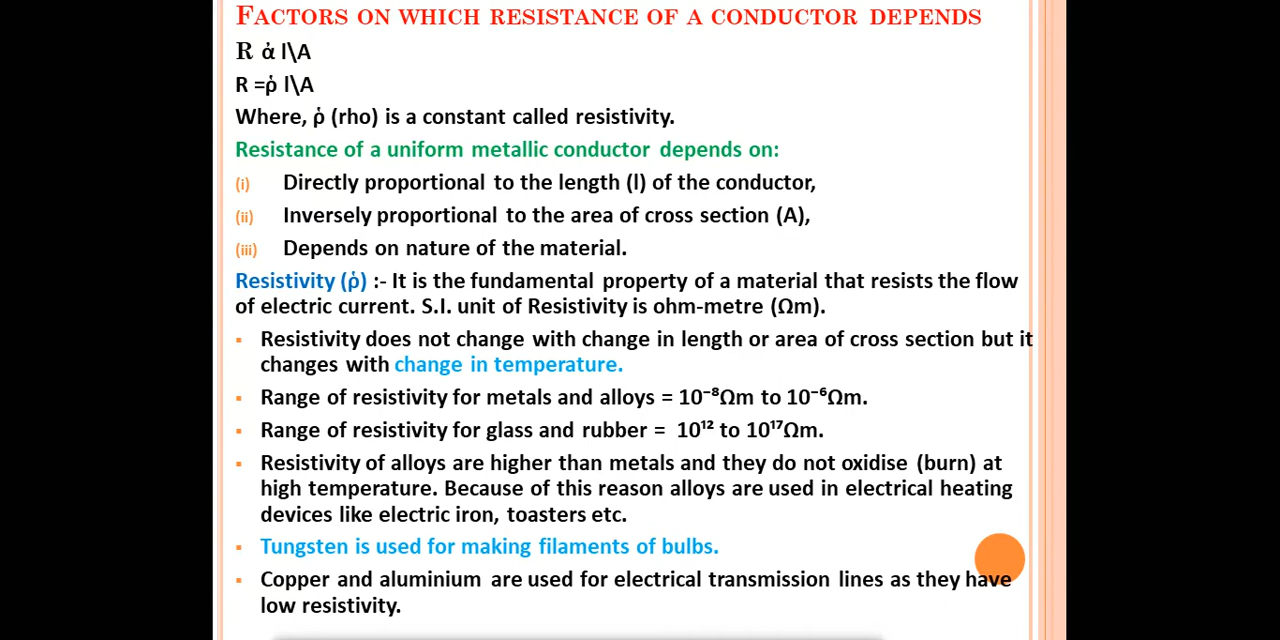 FACTORS ON WHICH RESISTANCE OF A CONDUCTOR DEPENDS
R ἀ l\A
R =ῤ l\A
Where, ῤ (rho) is a constant called resistivity.
Resistance of a uniform metallic conductor depends on:
(i) Directly proportional to the length (l) of the conductor,
(ii) Inversely proportional to the area of cross section (A),
(iii) Depends on nature of the material.
Resistivity (ῤ) :- It is the fundamental property of a material that resists the flow
of electric current. S.I. unit of Resistivity is ohm-metre (Ωm).
▪ Resistivity does not change with change in length or area of cross section but it
changes with change in temperature.
▪ Range of resistivity for metals and alloys = 10⁻⁸Ωm to 10⁻⁶Ωm.
▪ Range of resistivity for glass and rubber = 10¹² to 10¹⁷Ωm.
▪ Resistivity of alloys are higher than metals and they do not oxidise (burn) at
high temperature. Because of this reason alloys are used in electrical heating
devices like electric iron, toasters etc.
▪ Tungsten is used for making filaments of bulbs.
▪ Copper and aluminium are used for electrical transmission lines as they have
low resistivity.